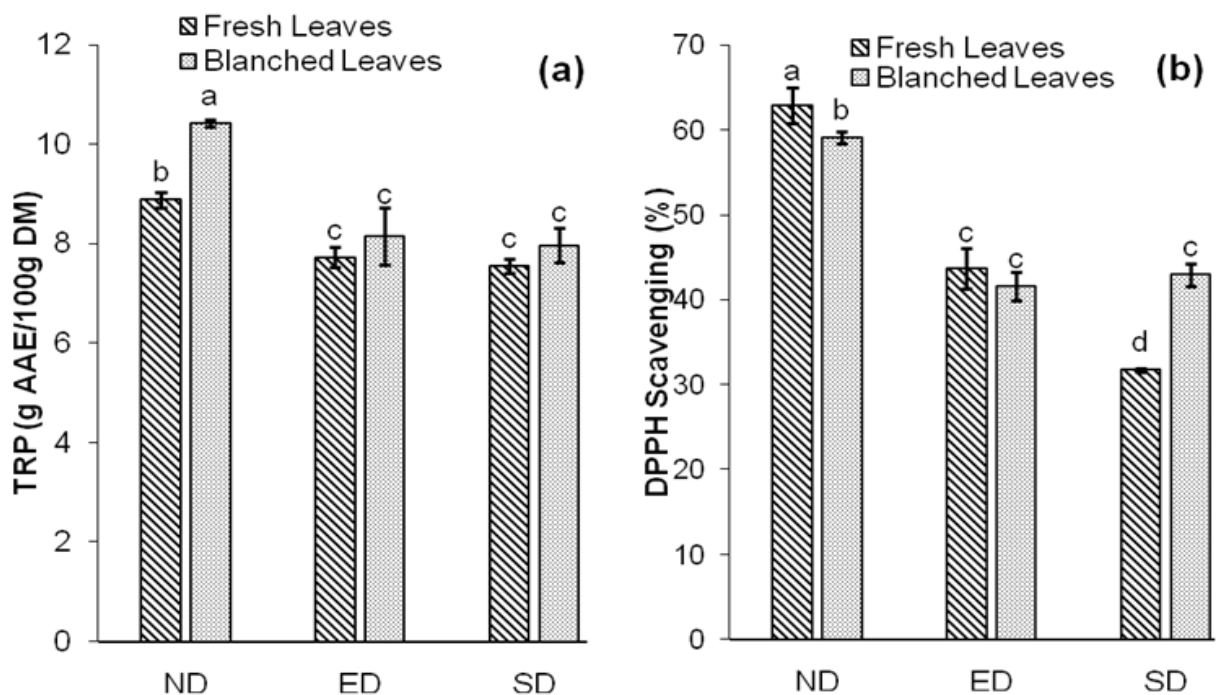 Fresh Leaves
Blanched Leaves
(a)
12
10
8
6
4
2
0
TRP (g AAE/100g DM)
b
a
c
c
c
c
ND
ED
SD
Fresh Leaves
Blanched Leaves
(b)
70
60
50
40
30
20
10
0
DPPH Scavenging (%)
a
b
c
c
d
c
ND
ED
SD